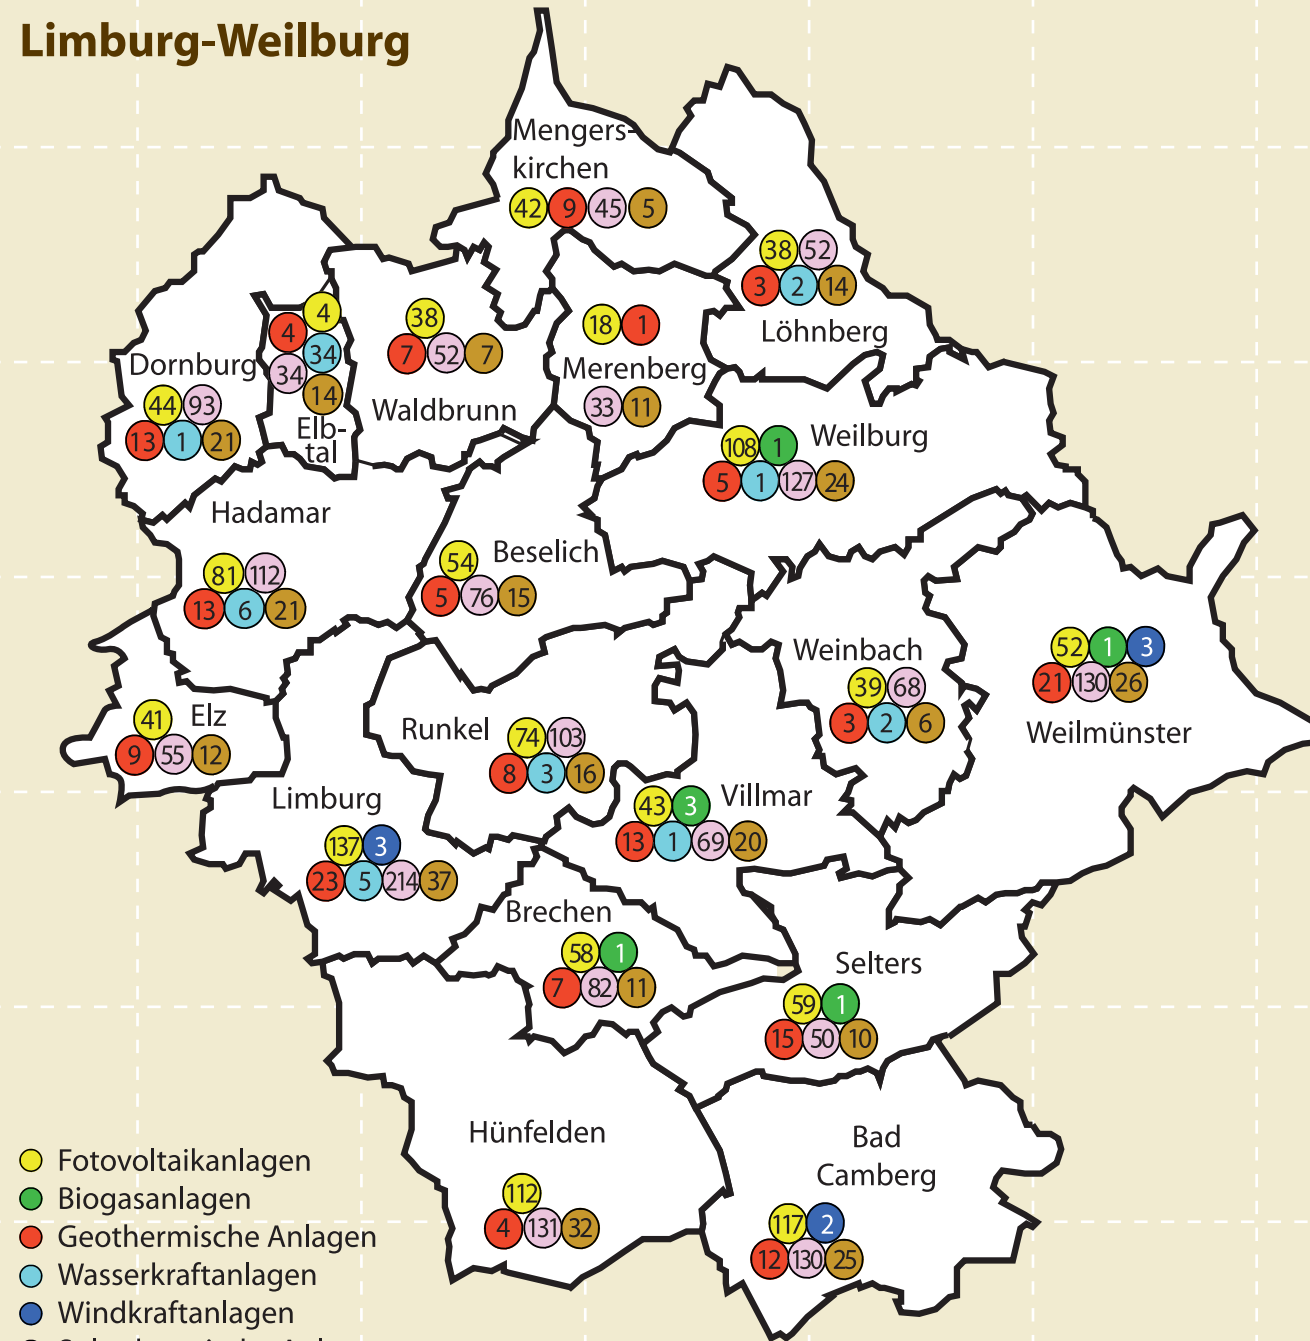 Limburg-Weilburg
Mengers-
kirchen
42 9 45 5
38 52
3 2 14
Löhnberg
4
4
34
34
14
Elb-
tal
38
7 52 7
Waldbrunn
18 1
Merenberg
33 11
Dornburg
44 93
13 1 21
108 1 Weilburg
5 1 127 24
Hadamar
81 112
13 6 21
Beselich
54
5 76 15
Weinbach
39 68
3 2 6
52 1 3
21 130 26
Weilmünster
41 Elz
9 55 12
Runkel
74 103
8 3 16
Limburg
137 3
23 5 214 37
43 3 Villmar
13 1 69 20
Brechen
58 1
7 82 11
Selters
59 1
15 50 10
Hünfelden
112
4 131 32
Bad
Camberg
117 2
12 130 25
Fotovoltaikanlagen
Biogasanlagen
Geothermische Anlagen
Wasserkraftanlagen
Windkraftanlagen